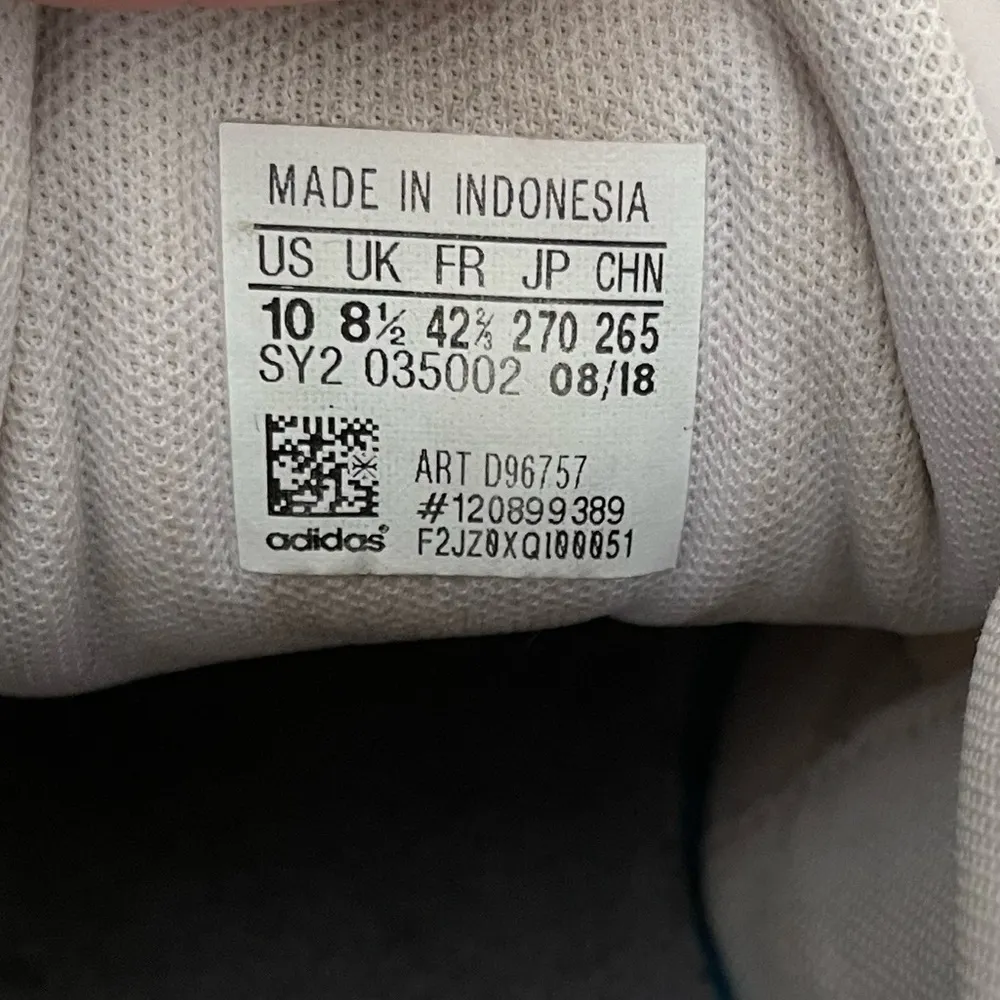 MADE IN INDONESIA
US UK FR JP CHN
10 8½ 42⅔ 270 265
SY2 035002 08/18
ART D96757
#120899389
adidas® F2JZ0XQ100051